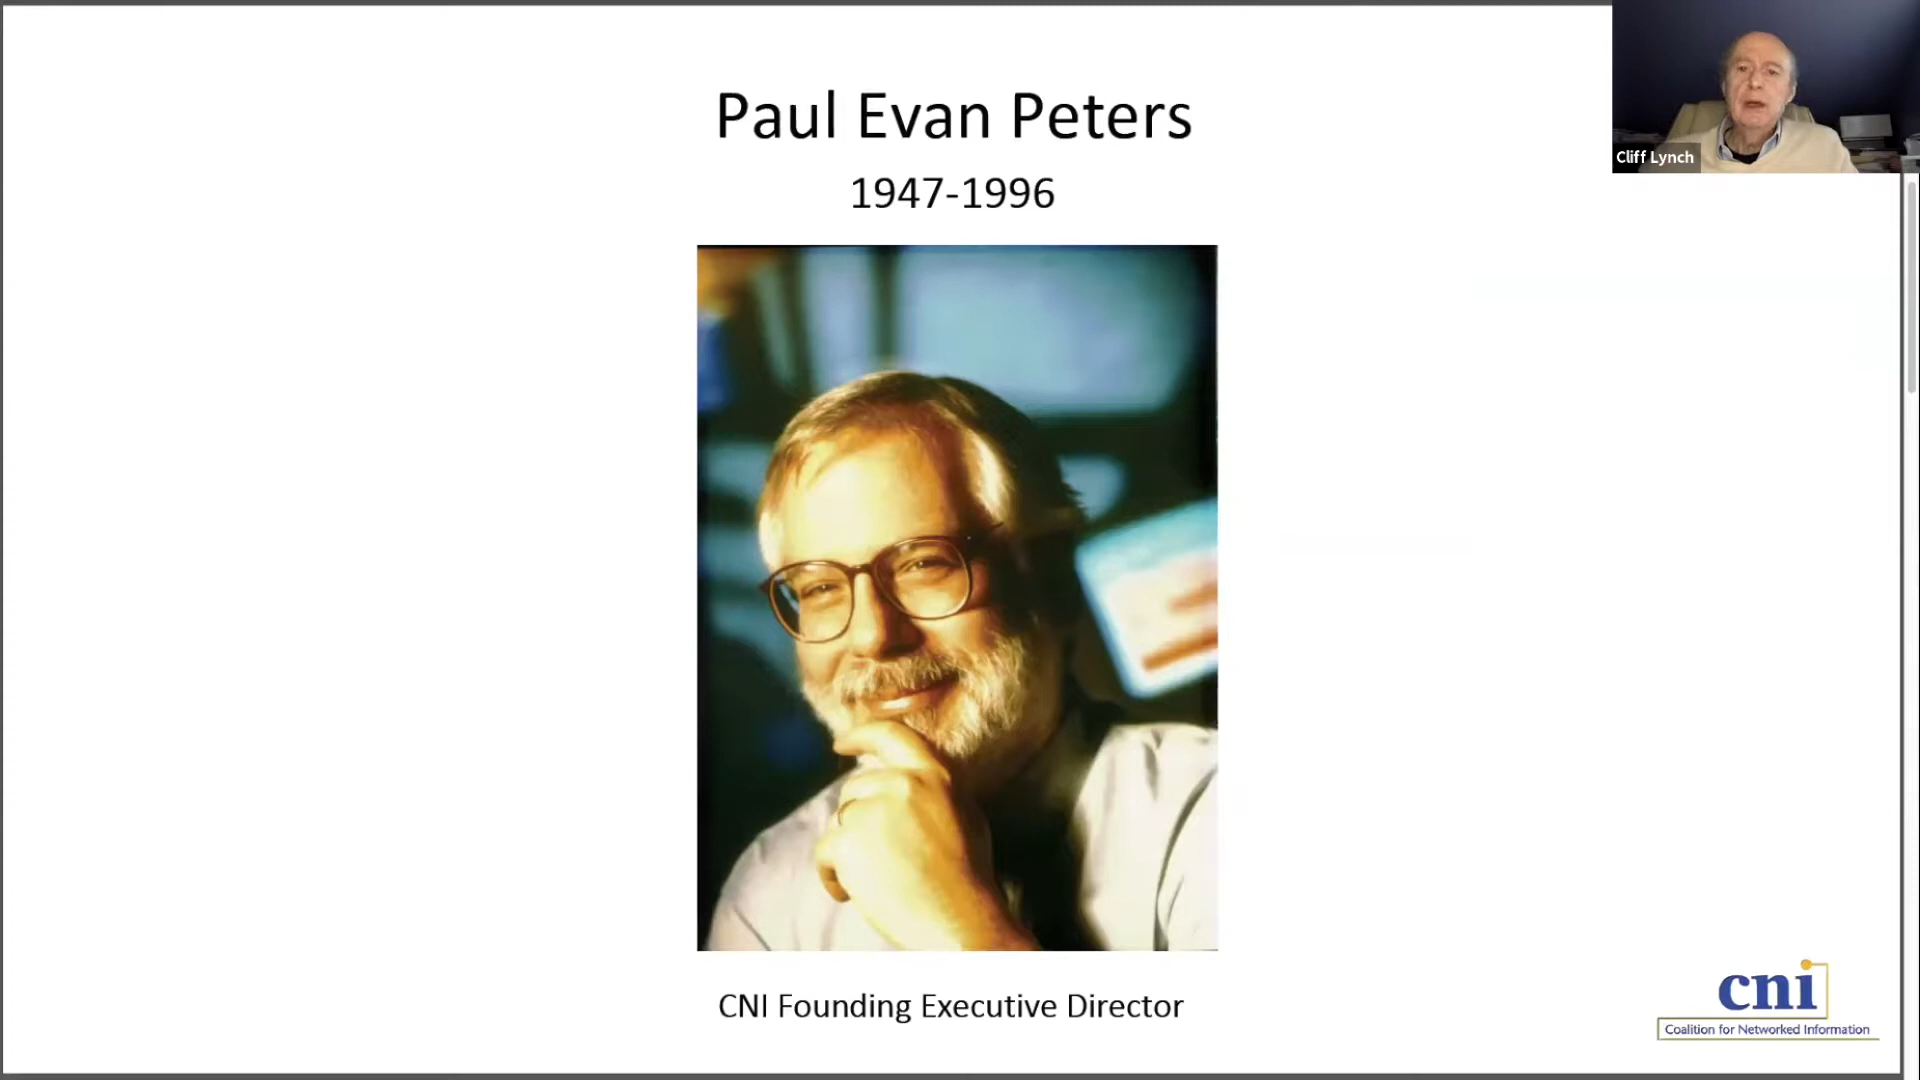 Paul Evan Peters
1947-1996
Cliff Lynch
CNI Founding Executive Director
cni
Coalition for Networked Information